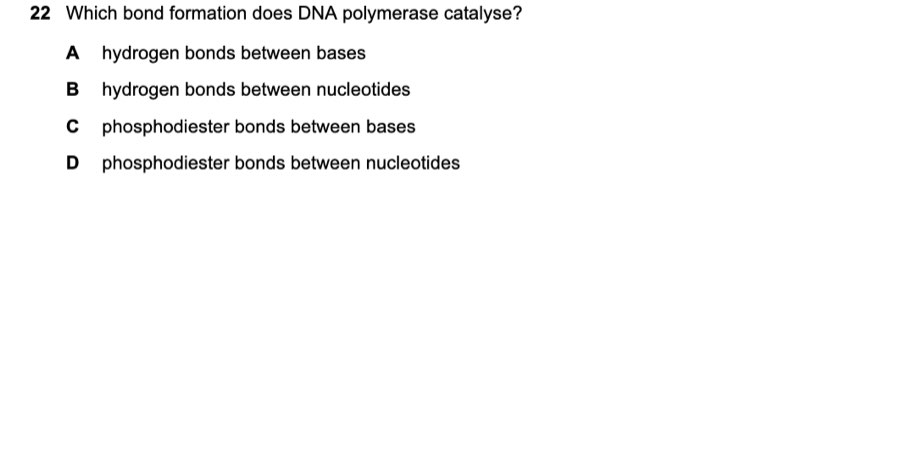 22 Which bond formation does DNA polymerase catalyse?
A hydrogen bonds between bases
B hydrogen bonds between nucleotides
C phosphodiester bonds between bases
D phosphodiester bonds between nucleotides